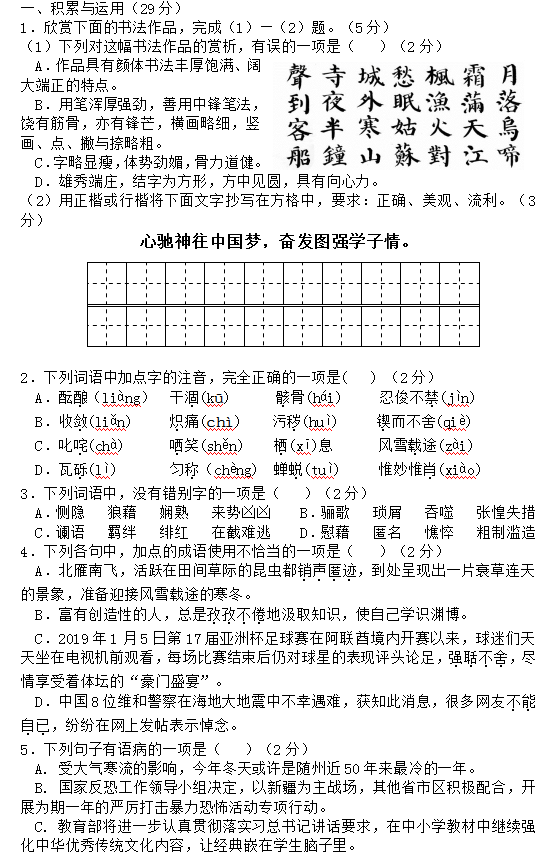 一、积累与运用(29分)
1.欣赏下面的书法作品,完成(1)—(2)题。(5分)
(1)下列对这幅书法作品的赏析,有误的一项是( )(2分)
A.作品具有颜体书法丰厚饱满、阔
大端正的特点。
B.用笔浑厚强劲,善用中锋笔法,
饶有筋骨,亦有锋芒,横画略细,竖
画、点、撇与捺略粗。
C.字略显瘦,体势劲媚,骨力道健。
D.雄秀端庄,结字为方形,方中见圆,具有向心力。
月落烏啼
霜滿天江
楓漁火對
愁眠姑蘇
城外寒山
寺夜半鐘
聲到客船
(2)用正楷或行楷将下面文字抄写在方格中,要求:正确、美观、流利。(3
分)
心驰神往中国梦,奋发图强学子情。
2.下列词语中加点字的注音,完全正确的一项是( )(2分)
A.酝酿(liàng) 干涸(kū) 骸骨(hái) 忍俊不禁(jìn)
B.收敛(liǎn) 炽痛(chì) 污秽(huì) 锲而不舍(qiè)
C.叱咤(chà) 哂笑(shěn) 栖(xī)息 风雪载途(zài)
D.瓦砾(lì) 匀称(chèng) 蝉蜕(tuì) 惟妙惟肖(xiào)
3.下列词语中,没有错别字的一项是( )(2分)
A.恻隐 狼藉 娴熟 来势凶凶 B.骊歌 琐屑 吞噬 张惶失措
C.谰语 羁绊 绯红 在载难逃 D.慰藉 匿名 憔悴 粗制滥造
4.下列各句中,加点的成语使用不恰当的一项是( )(2分)
A.北雁南飞,活跃在田间草际的昆虫都销声匿迹,到处呈现出一片衰草连天
的景象,准备迎接风雪载途的寒冬。
B.富有创造性的人,总是孜孜不倦地汲取知识,使自己学识渊博。
C.2019年1月5日第17届亚洲杯足球赛在阿联酋境内开赛以来,球迷们天
天坐在电视机前观看,每场比赛结束后仍对球星的表现评头论足,强聒不舍,尽
情享受着体坛的“豪门盛宴”。
D.中国8位维和警察在海地大地震中不幸遇难,获知此消息,很多网友不能
自已,纷纷在网上发帖表示悼念。
5.下列句子有语病的一项是( )(2分)
A. 受大气寒流的影响,今年冬天或许是随州近50年来最冷的一年。
B. 国家反恐工作领导小组决定,以新疆为主战场,其他省市区积极配合,开
展为期一年的严厉打击暴力恐怖活动专项行动。
C. 教育部将进一步认真贯彻落实习总书记讲话要求,在中小学教材中继续强
化中华优秀传统文化内容,让经典嵌在学生脑子里。